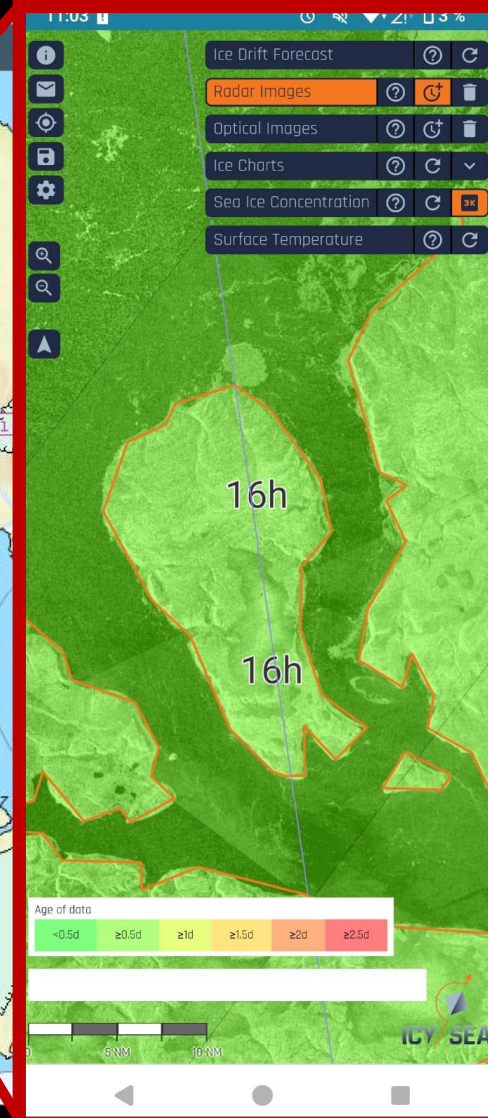 11:03
3 %
Ice Drift Forecast
Radar Images
Optical Images
Ice Charts
Sea Ice Concentration
3K
Surface Temperature
16h
16h
Age of data
<0.5d ≥0.5d ≥1d ≥1.5d ≥2d ≥2.5d
0 5 NM 10 NM
ICY SEA